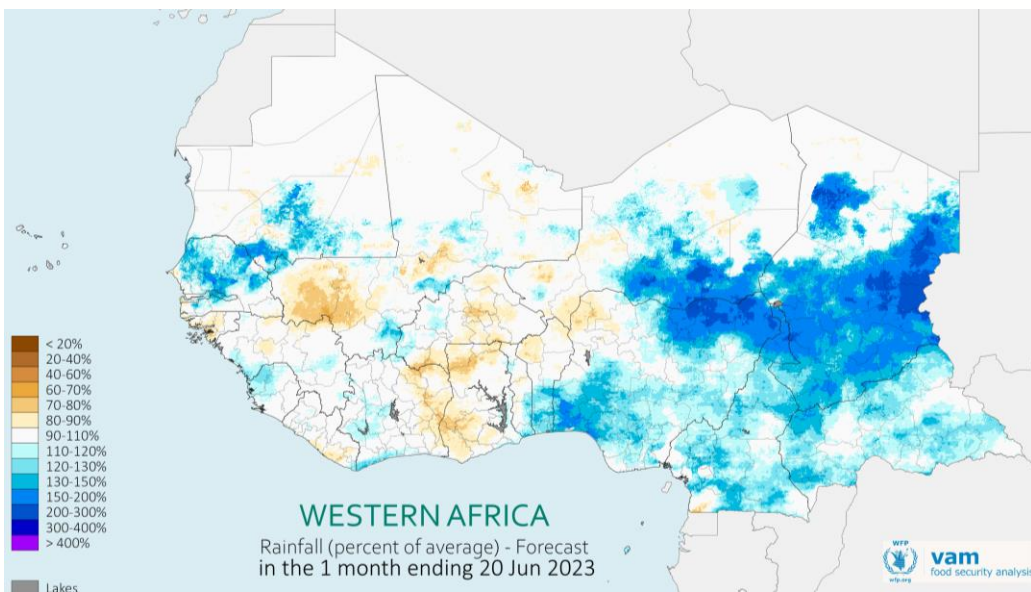 < 20%
20-40%
40-60%
60-70%
70-80%
80-90%
90-110%
110-120%
120-130%
130-150%
150-200%
200-300%
300-400%
> 400%
Lakes
WESTERN AFRICA
Rainfall (percent of average) - Forecast
in the 1 month ending 20 Jun 2023
WFP
wfp.org
vam
food security analysis